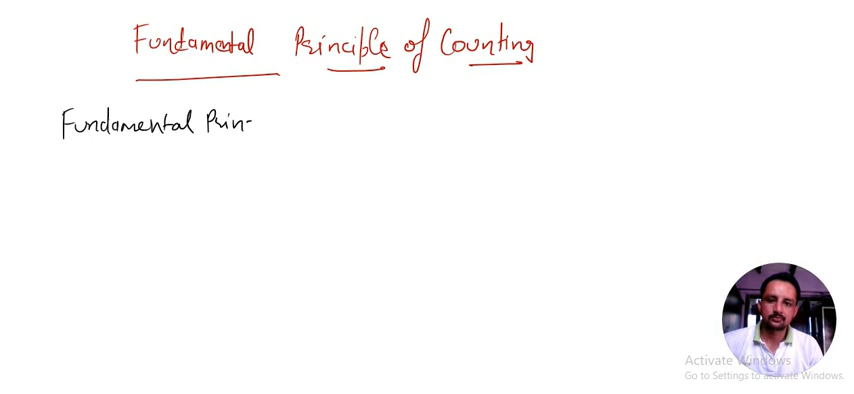 Fundamental Principle of Counting
Fundamental Prin
Activate Windows
Go to Settings to activate Windows.